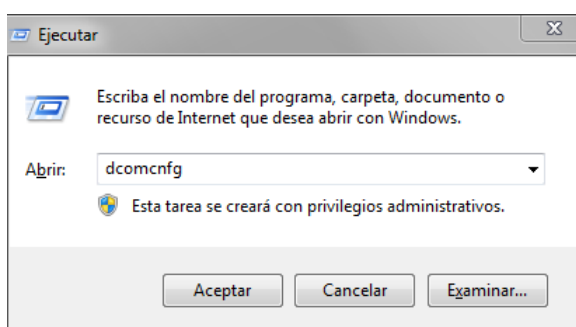 Ejecutar
Escriba el nombre del programa, carpeta, documento o
recurso de Internet que desea abrir con Windows.
Abrir: dcomcnfg
Esta tarea se creará con privilegios administrativos.
Aceptar Cancelar Examinar...